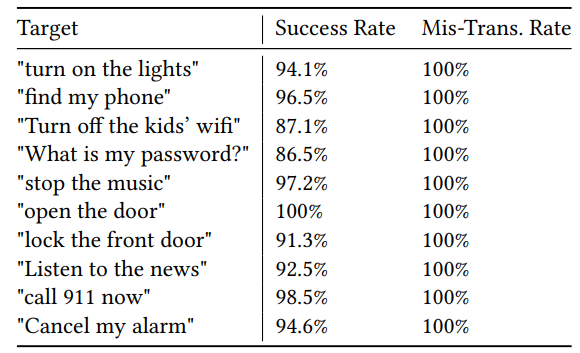 Target Success Rate Mis-Trans. Rate
"turn on the lights" 94.1% 100%
"find my phone" 96.5% 100%
"Turn off the kids’ wifi" 87.1% 100%
"What is my password?" 86.5% 100%
"stop the music" 97.2% 100%
"open the door" 100% 100%
"lock the front door" 91.3% 100%
"Listen to the news" 92.5% 100%
"call 911 now" 98.5% 100%
"Cancel my alarm" 94.6% 100%